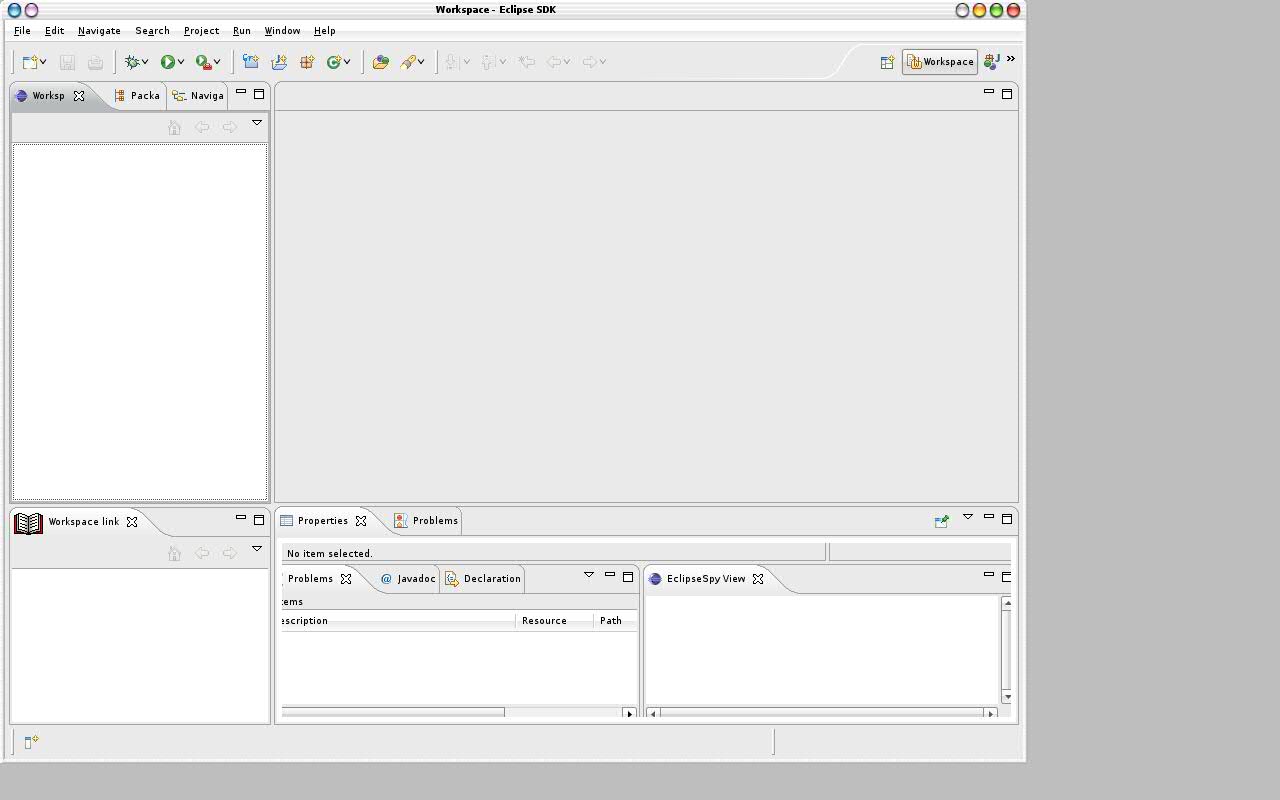 Workspace - Eclipse SDK
File Edit Navigate Search Project Run Window Help
Workspace
J
Worksp Packa Naviga
Workspace link
Properties Problems
No item selected.
Problems @ Javadoc Declaration
EclipseSpy View
ems
escription Resource Path